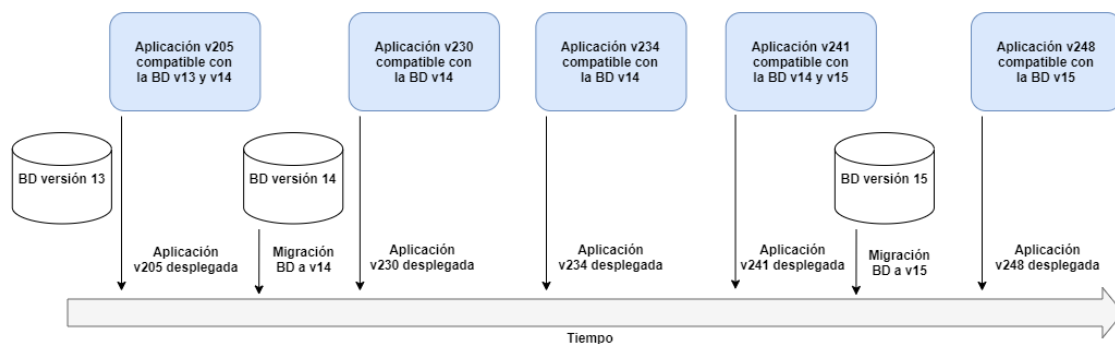 Aplicación v205
compatible con
la BD v13 y v14
Aplicación v230
compatible con
la BD v14
Aplicación v234
compatible con
la BD v14
Aplicación v241
compatible con
la BD v14 y v15
Aplicación v248
compatible con
la BD v15
BD versión 13
BD versión 14
BD versión 15
Aplicación
v205 desplegada
Migración
BD a v14
Aplicación
v230 desplegada
Aplicación
v234 desplegada
Aplicación
v241 desplegada
Migración
BD a v15
Aplicación
v248 desplegada
Tiempo